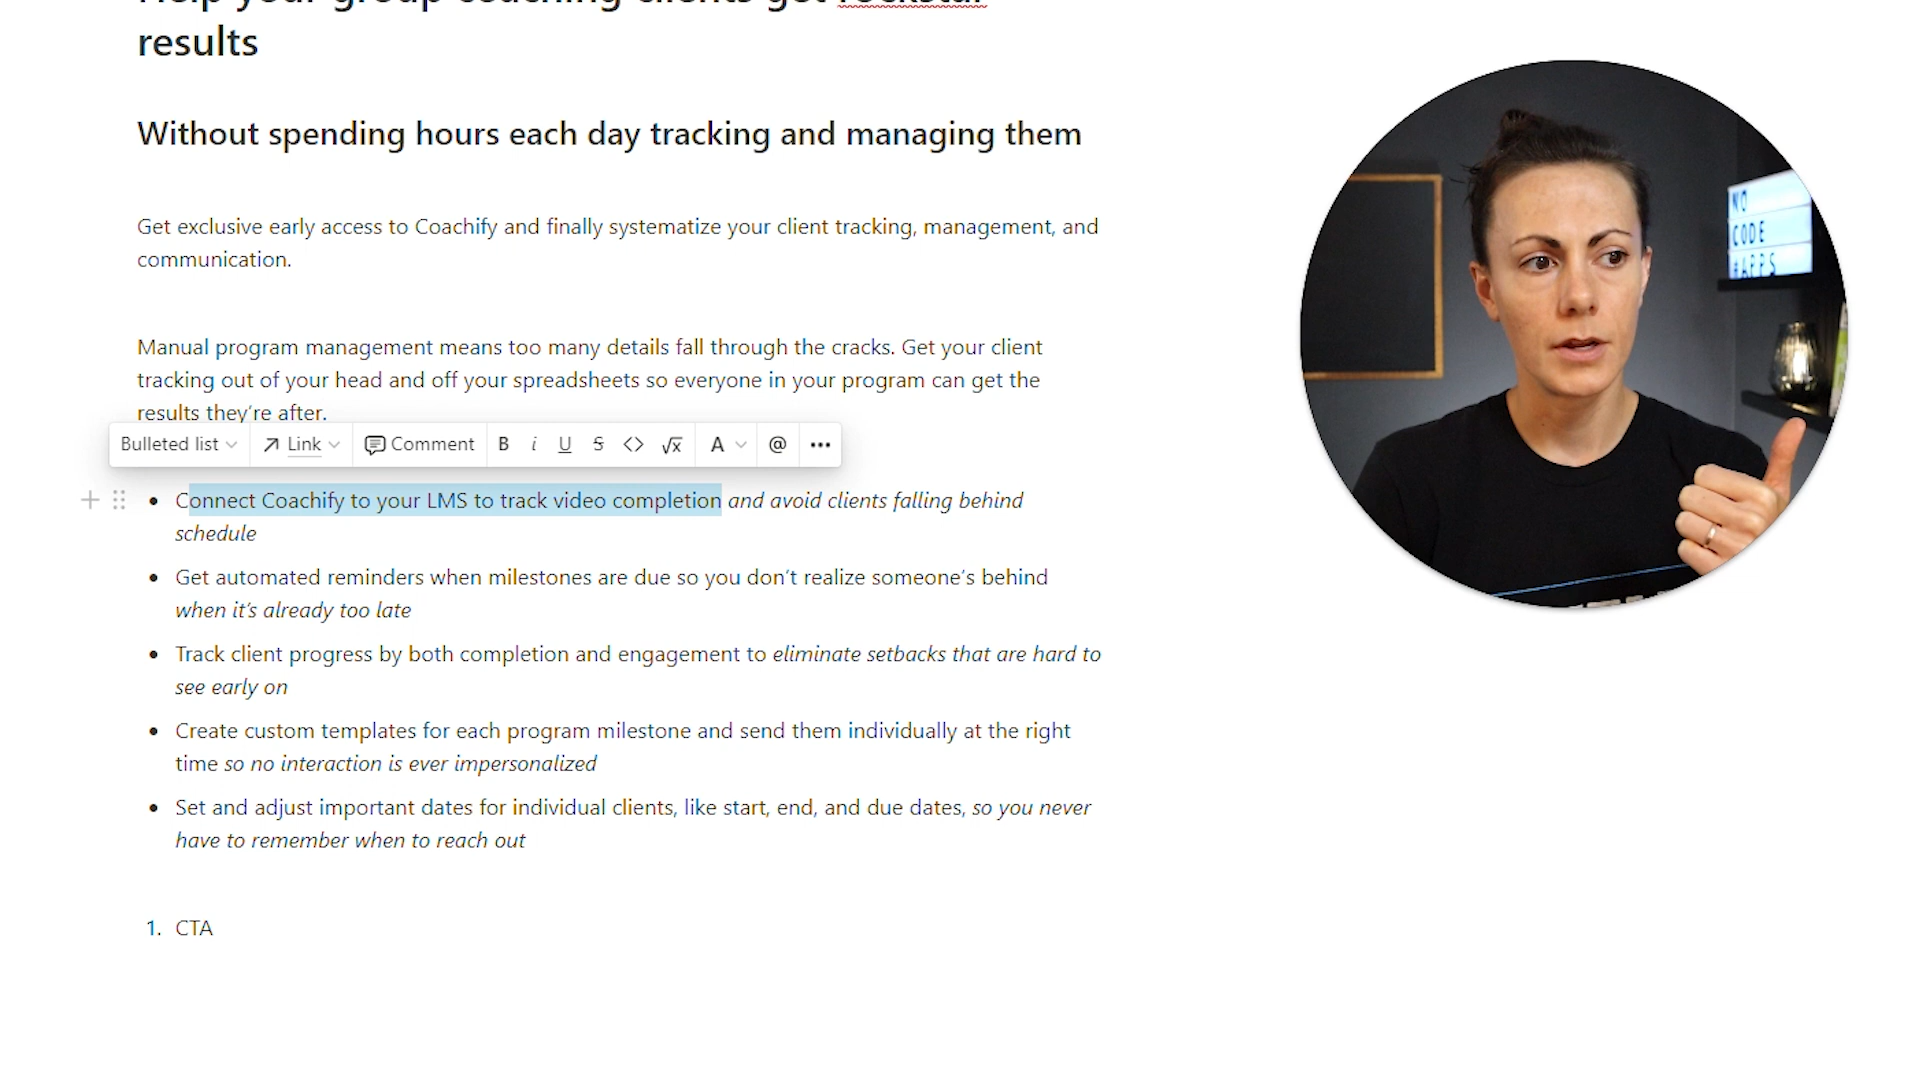 Help your group coaching clients get rockstar
results
Without spending hours each day tracking and managing them
Get exclusive early access to Coachify and finally systematize your client tracking, management, and
communication.
Manual program management means too many details fall through the cracks. Get your client
tracking out of your head and off your spreadsheets so everyone in your program can get the
results they're after.
Bulleted list Link Comment B i U S <> √x A @ •••
• Connect Coachify to your LMS to track video completion and avoid clients falling behind
schedule
• Get automated reminders when milestones are due so you don't realize someone's behind
when it's already too late
• Track client progress by both completion and engagement to eliminate setbacks that are hard to
see early on
• Create custom templates for each program milestone and send them individually at the right
time so no interaction is ever impersonalized
• Set and adjust important dates for individual clients, like start, end, and due dates, so you never
have to remember when to reach out
1. CTA
NO
CODE
#APPS